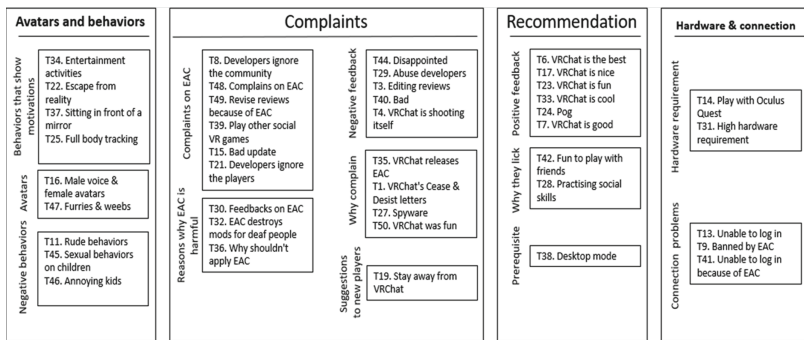 Avatars and behaviors
Behaviors that show
motivations
T34. Entertainment
activities
T22. Escape from
reality
T37. Sitting in front of a
mirror
T25. Full body tracking
Avatars
T16. Male voice &
female avatars
T47. Furries & weebs
Negative behaviors
T11. Rude behaviors
T45. Sexual behaviors
on children
T46. Annoying kids
Complaints
Complaints on EAC
T8. Developers ignore
the community
T48. Complains on EAC
T49. Revise reviews
because of EAC
T39. Play other social
VR games
T15. Bad update
T21. Developers ignore
the players
Reasons why EAC is
harmful
T30. Feedbacks on EAC
T32. EAC destroys
mods for deaf people
T36. Why shouldn't
apply EAC
Negative feedback
T44. Disappointed
T29. Abuse developers
T3. Editing reviews
T40. Bad
T4. VRChat is shooting
itself
Why complain
T35. VRChat releases
EAC
T1. VRChat's Cease &
Desist letters
T27. Spyware
T50. VRChat was fun
Suggestions
to new players
T19. Stay away from
VRChat
Recommendation
Positive feedback
T6. VRChat is the best
T17. VRChat is nice
T23. VRChat is fun
T33. VRChat is cool
T24. Pog
T7. VRChat is good
Why they lick
T42. Fun to play with
friends
T28. Practising social
skills
Prerequisite
T38. Desktop mode
Hardware & connection
Hardware requirement
T14. Play with Oculus
Quest
T31. High hardware
requirement
Connection problems
T13. Unable to log in
T9. Banned by EAC
T41. Unable to log in
because of EAC